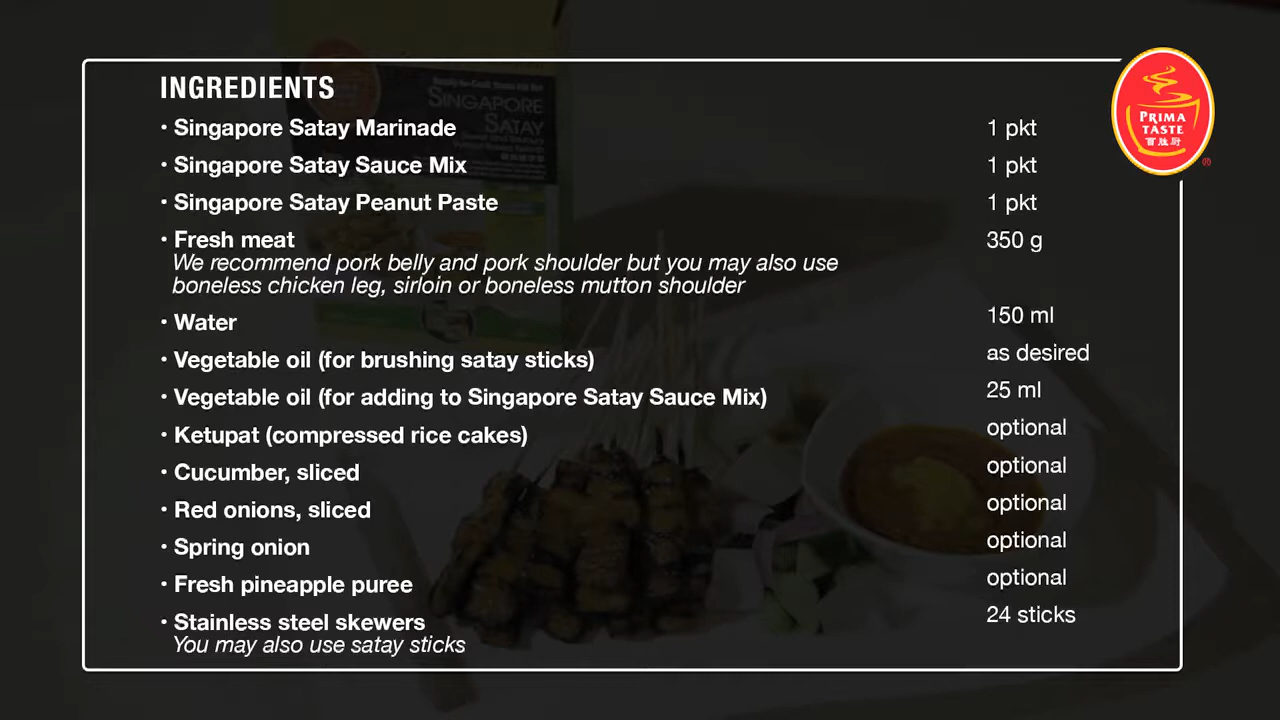 INGREDIENTS
• Singapore Satay Marinade 1 pkt
• Singapore Satay Sauce Mix 1 pkt
• Singapore Satay Peanut Paste 1 pkt
• Fresh meat 350 g
We recommend pork belly and pork shoulder but you may also use
boneless chicken leg, sirloin or boneless mutton shoulder
• Water 150 ml
• Vegetable oil (for brushing satay sticks) as desired
• Vegetable oil (for adding to Singapore Satay Sauce Mix) 25 ml
• Ketupat (compressed rice cakes) optional
• Cucumber, sliced optional
• Red onions, sliced optional
• Spring onion optional
• Fresh pineapple puree optional
• Stainless steel skewers 24 sticks
You may also use satay sticks
PRIMA
TASTE
百胜厨
®
SINGAPORE
SATAY